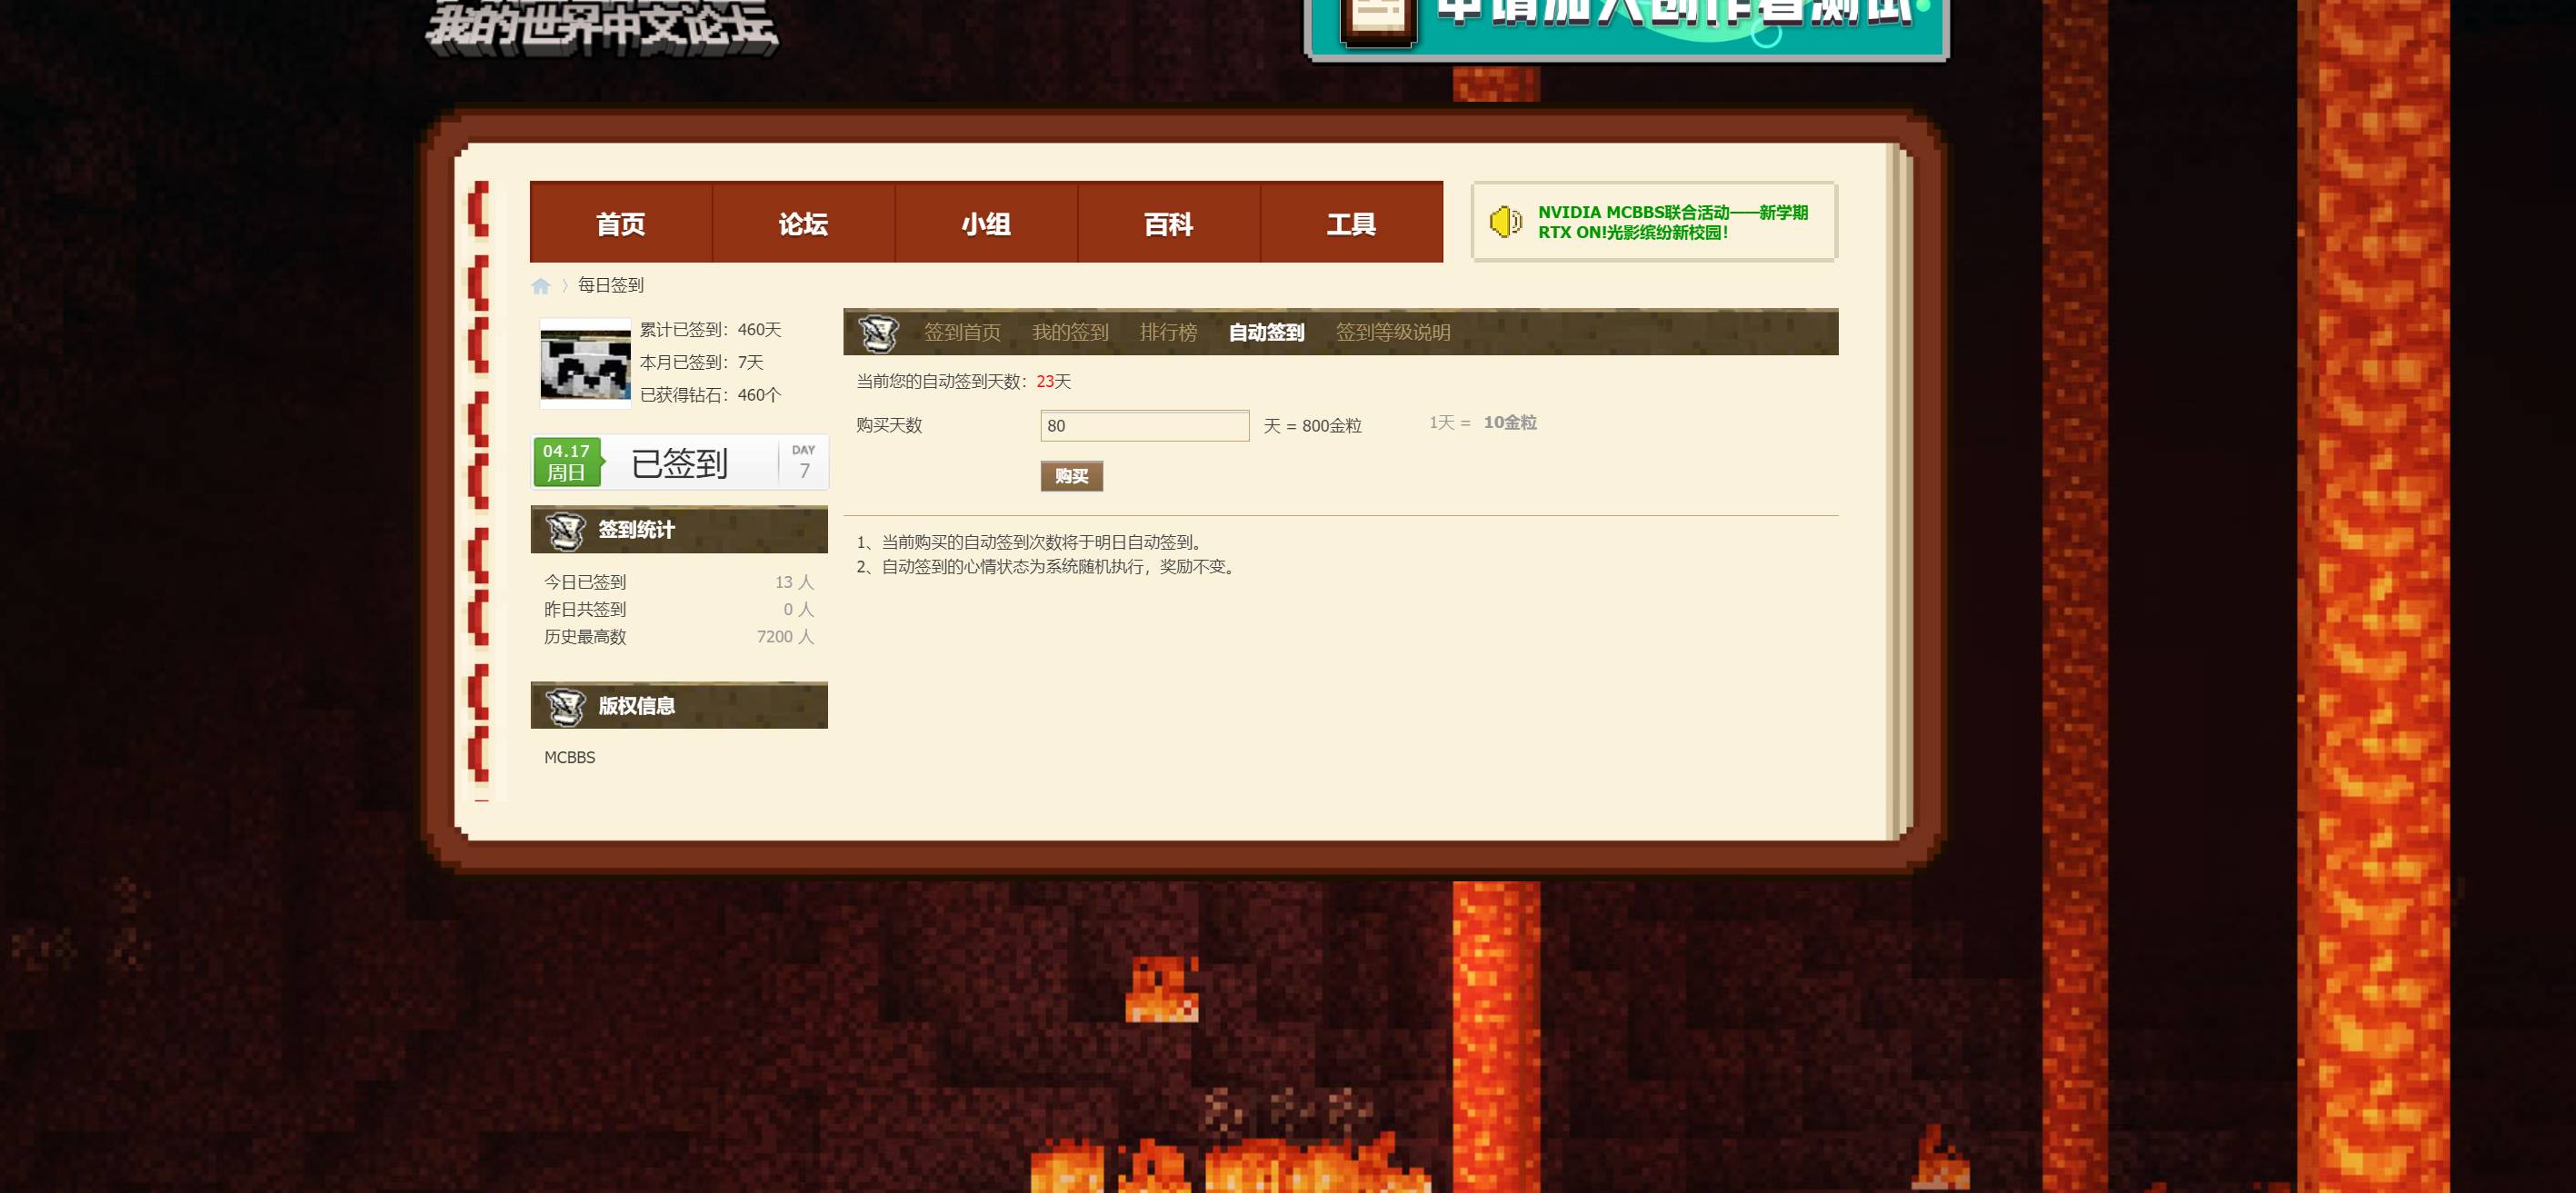 我的世界中文论坛
申请加入创作者测试
首页 论坛 小组 百科 工具
NVIDIA MCBBS联合活动——新学期
RTX ON!光影缤纷新校园!
每日签到
累计已签到：460天
本月已签到：7天
已获得钻石：460个
04.17
周日
已签到
DAY
7
签到统计
今日已签到 13 人
昨日共签到 0 人
历史最高数 7200 人
版权信息
MCBBS
签到首页 我的签到 排行榜 自动签到 签到等级说明
当前您的自动签到天数：23天
购买天数 80 天 = 800金粒 1天 = 10金粒
购买
1、当前购买的自动签到次数将于明日自动签到。
2、自动签到的心情状态为系统随机执行，奖励不变。